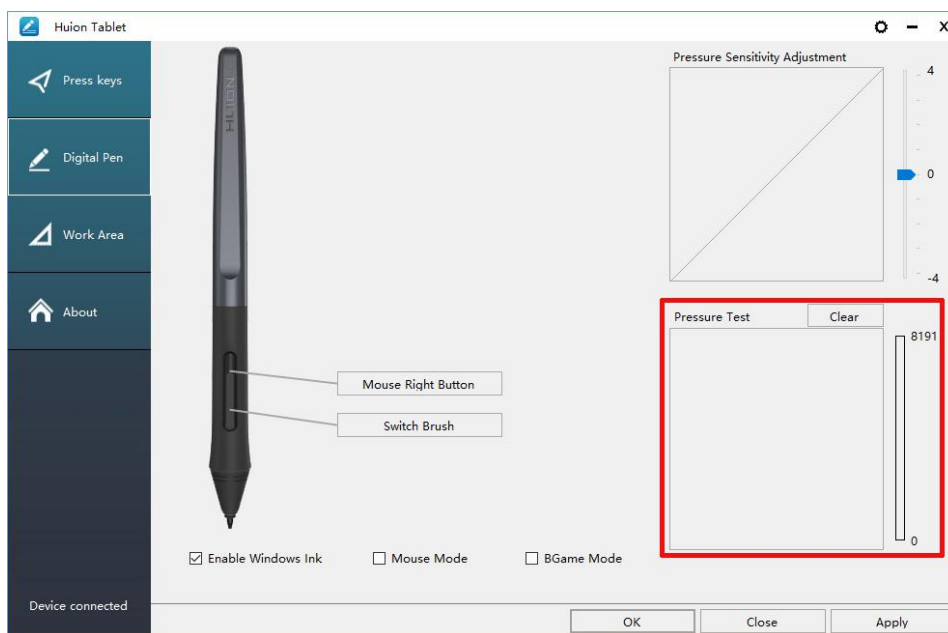 Huion Tablet
X
Press keys
Digital Pen
Work Area
About
Device connected
HUION
Mouse Right Button
Switch Brush
Enable Windows Ink
Mouse Mode
BGame Mode
Pressure Sensitivity Adjustment
4
0
-4
Pressure Test
Clear
8191
0
OK
Close
Apply